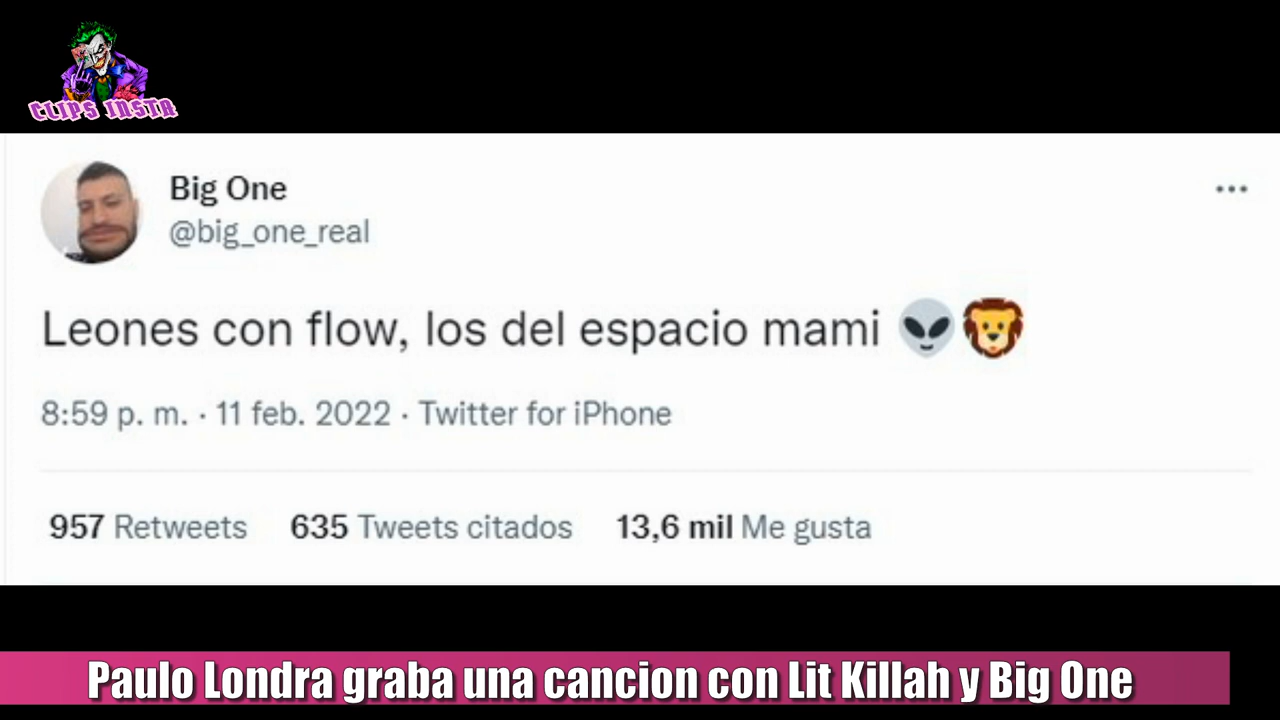 CLIPS INSTA
Big One
@big_one_real
Leones con flow, los del espacio mami 👽🦁
8:59 p. m. · 11 feb. 2022 · Twitter for iPhone
957 Retweets 635 Tweets citados 13,6 mil Me gusta
Paulo Londra graba una cancion con Lit Killah y Big One